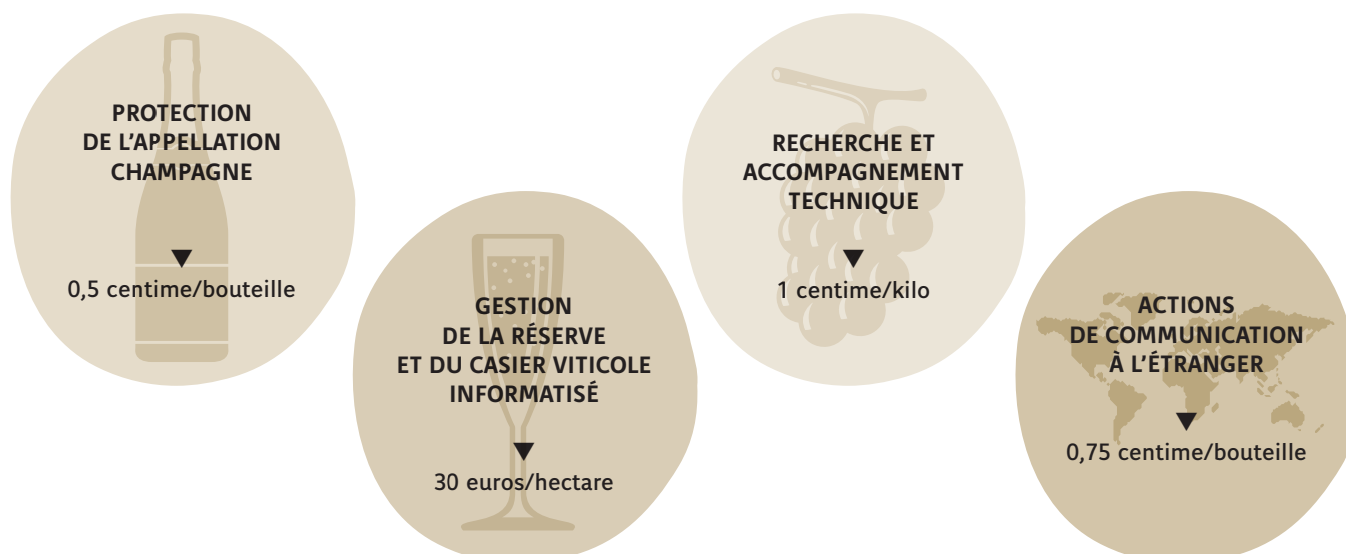 PROTECTION
DE L’APPELLATION
CHAMPAGNE
0,5 centime/bouteille
GESTION
DE LA RÉSERVE
ET DU CASIER VITICOLE
INFORMATISÉ
30 euros/hectare
RECHERCHE ET
ACCOMPAGNEMENT
TECHNIQUE
1 centime/kilo
ACTIONS
DE COMMUNICATION
À L’ÉTRANGER
0,75 centime/bouteille